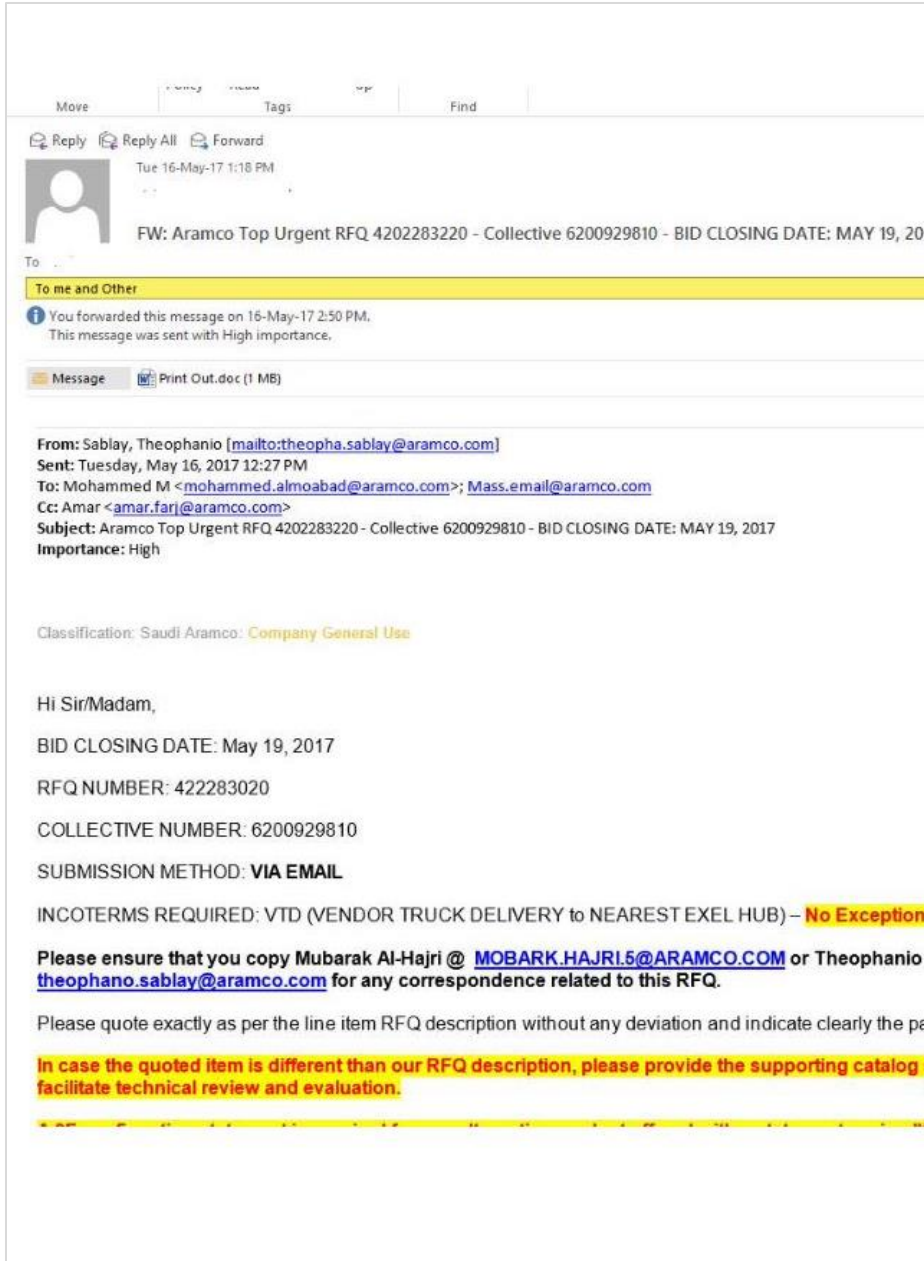 Move Tags Find
Reply Reply All Forward
Tue 16-May-17 1:18 PM
FW: Aramco Top Urgent RFQ 4202283220 - Collective 6200929810 - BID CLOSING DATE: MAY 19, 20
To
To me and Other
You forwarded this message on 16-May-17 2:50 PM.
This message was sent with High importance.
Message Print Out.doc (1 MB)
From: Sablay, Theophanio [mailto:theopha.sablay@aramco.com]
Sent: Tuesday, May 16, 2017 12:27 PM
To: Mohammed M <mohammed.almoabad@aramco.com>; Mass.email@aramco.com
Cc: Amar <amar.farj@aramco.com>
Subject: Aramco Top Urgent RFQ 4202283220 - Collective 6200929810 - BID CLOSING DATE: MAY 19, 2017
Importance: High
Classification: Saudi Aramco: Company General Use
Hi Sir/Madam,
BID CLOSING DATE: May 19, 2017
RFQ NUMBER: 422283020
COLLECTIVE NUMBER: 6200929810
SUBMISSION METHOD: VIA EMAIL
INCOTERMS REQUIRED: VTD (VENDOR TRUCK DELIVERY to NEAREST EXEL HUB) – No Exception
Please ensure that you copy Mubarak Al-Hajri @ MOBARK.HAJRI.5@ARAMCO.COM or Theophanio
theophano.sablay@aramco.com for any correspondence related to this RFQ.
Please quote exactly as per the line item RFQ description without any deviation and indicate clearly the pa
In case the quoted item is different than our RFQ description, please provide the supporting catalog
facilitate technical review and evaluation.